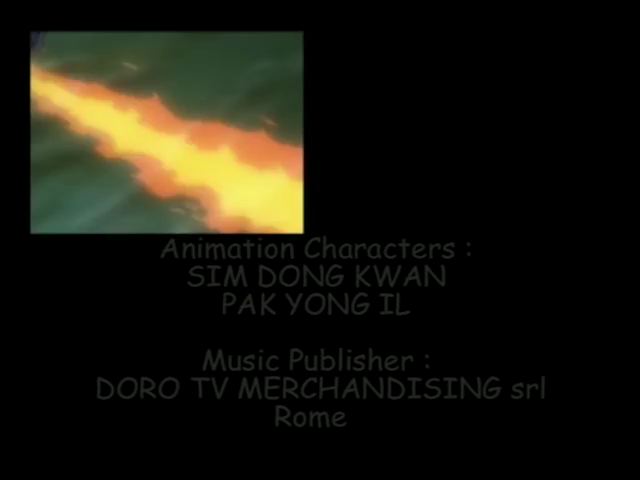 Animation Characters :
SIM DONG KWAN
PAK YONG IL
Music Publisher :
DORO TV MERCHANDISING srl
Rome